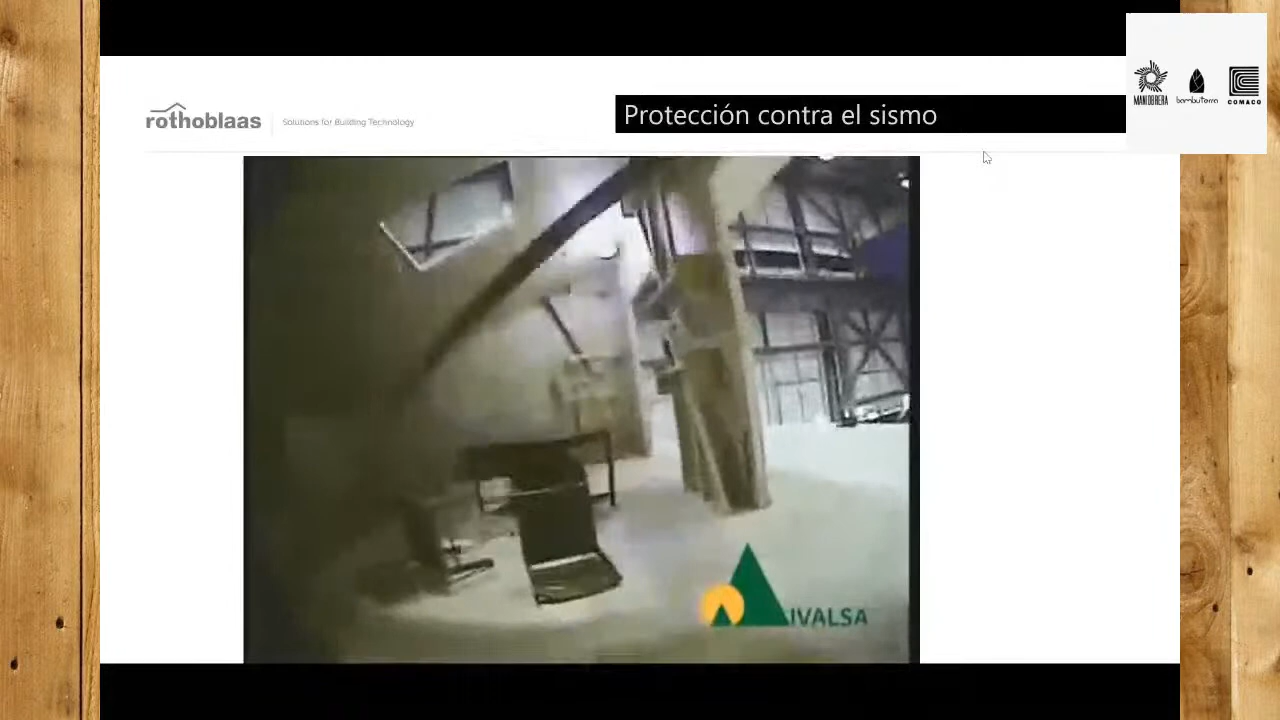 rothoblaas
Solutions for Building Technology
Protección contra el sismo
MANIOBRERA
bambuterra
COMACO
IVALSA